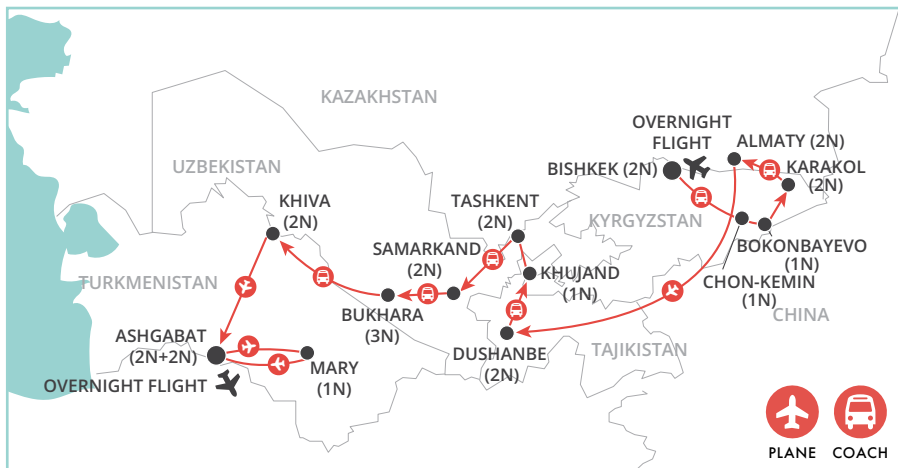 KAZAKHSTAN
OVERNIGHT
FLIGHT
ALMATY (2N)
BISHKEK (2N)
KARAKOL
(2N)
UZBEKISTAN
KHIVA
(2N)
TASHKENT
(2N)
KYRGYZSTAN
SAMARKAND
(2N)
BOKONBAYEVO
(1N)
KHUJAND
(1N)
CHON-KEMIN
(1N)
TURKMENISTAN
BUKHARA
(3N)
CHINA
ASHGABAT
(2N+2N)
MARY
(1N)
DUSHANBE
(2N)
TAJIKISTAN
OVERNIGHT FLIGHT
PLANE
COACH